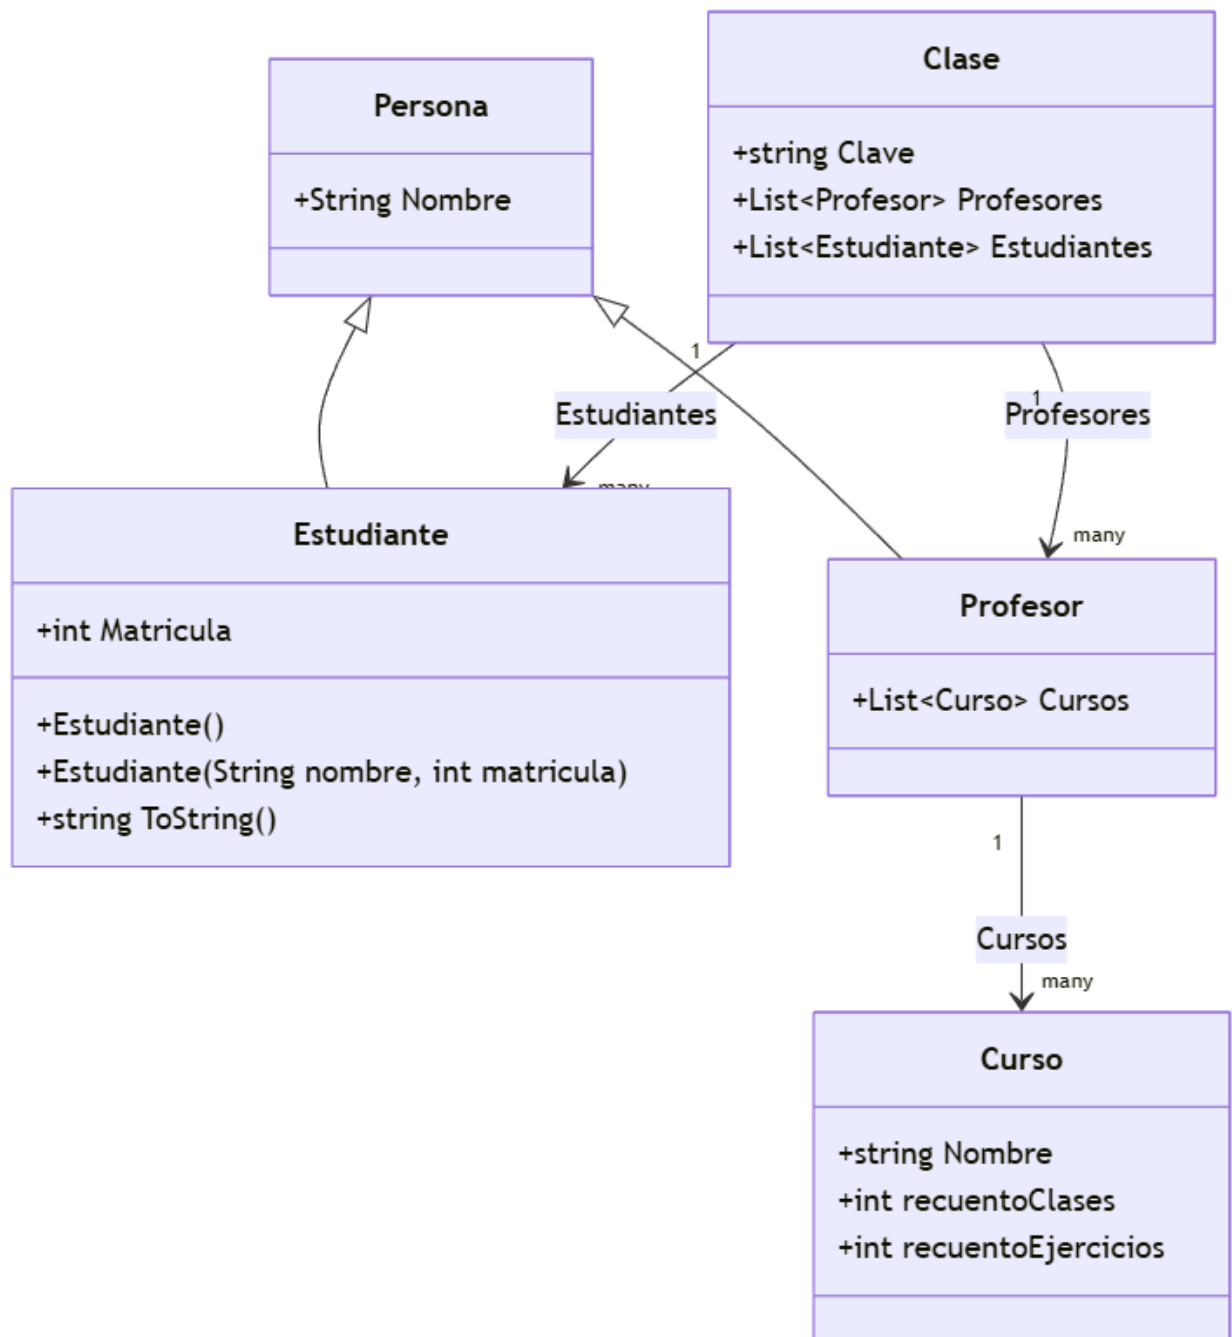 Clase
+string Clave
+List<Profesor> Profesores
+List<Estudiante> Estudiantes
Persona
+String Nombre
1
Estudiantes
many
1
Profesores
many
Estudiante
+int Matricula
+Estudiante()
+Estudiante(String nombre, int matricula)
+string ToString()
Profesor
+List<Curso> Cursos
1
Cursos
many
Curso
+string Nombre
+int recuentoClases
+int recuentoEjercicios